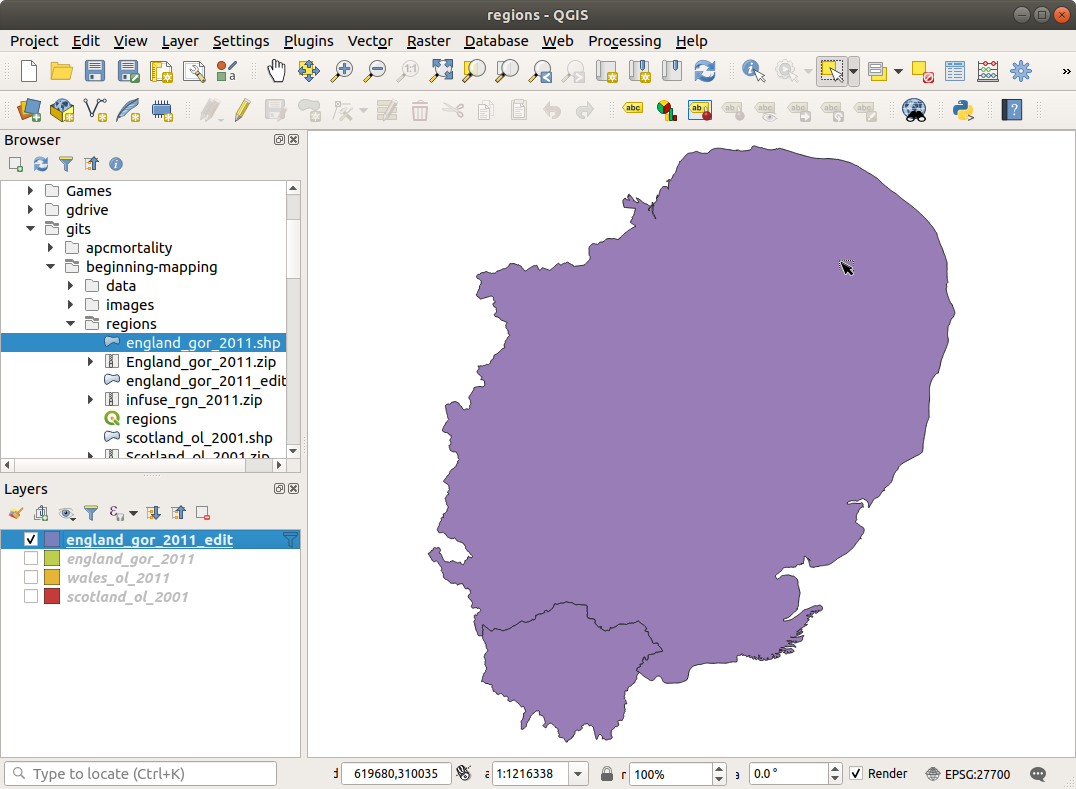 regions - QGIS
Project Edit View Layer Settings Plugins Vector Raster Database Web Processing Help
Browser
Games
gdrive
gits
apcmortality
beginning-mapping
data
images
regions
england_gor_2011.shp
England_gor_2011.zip
england_gor_2011_edit
infuse_rgn_2011.zip
regions
scotland_ol_2001.shp
Scotland_ol_2001.zip
Layers
england_gor_2011_edit
england_gor_2011
wales_ol_2011
scotland_ol_2001
Type to locate (Ctrl+K) 619680,310035 1:1216338 100% 0.0 ° Render EPSG:27700